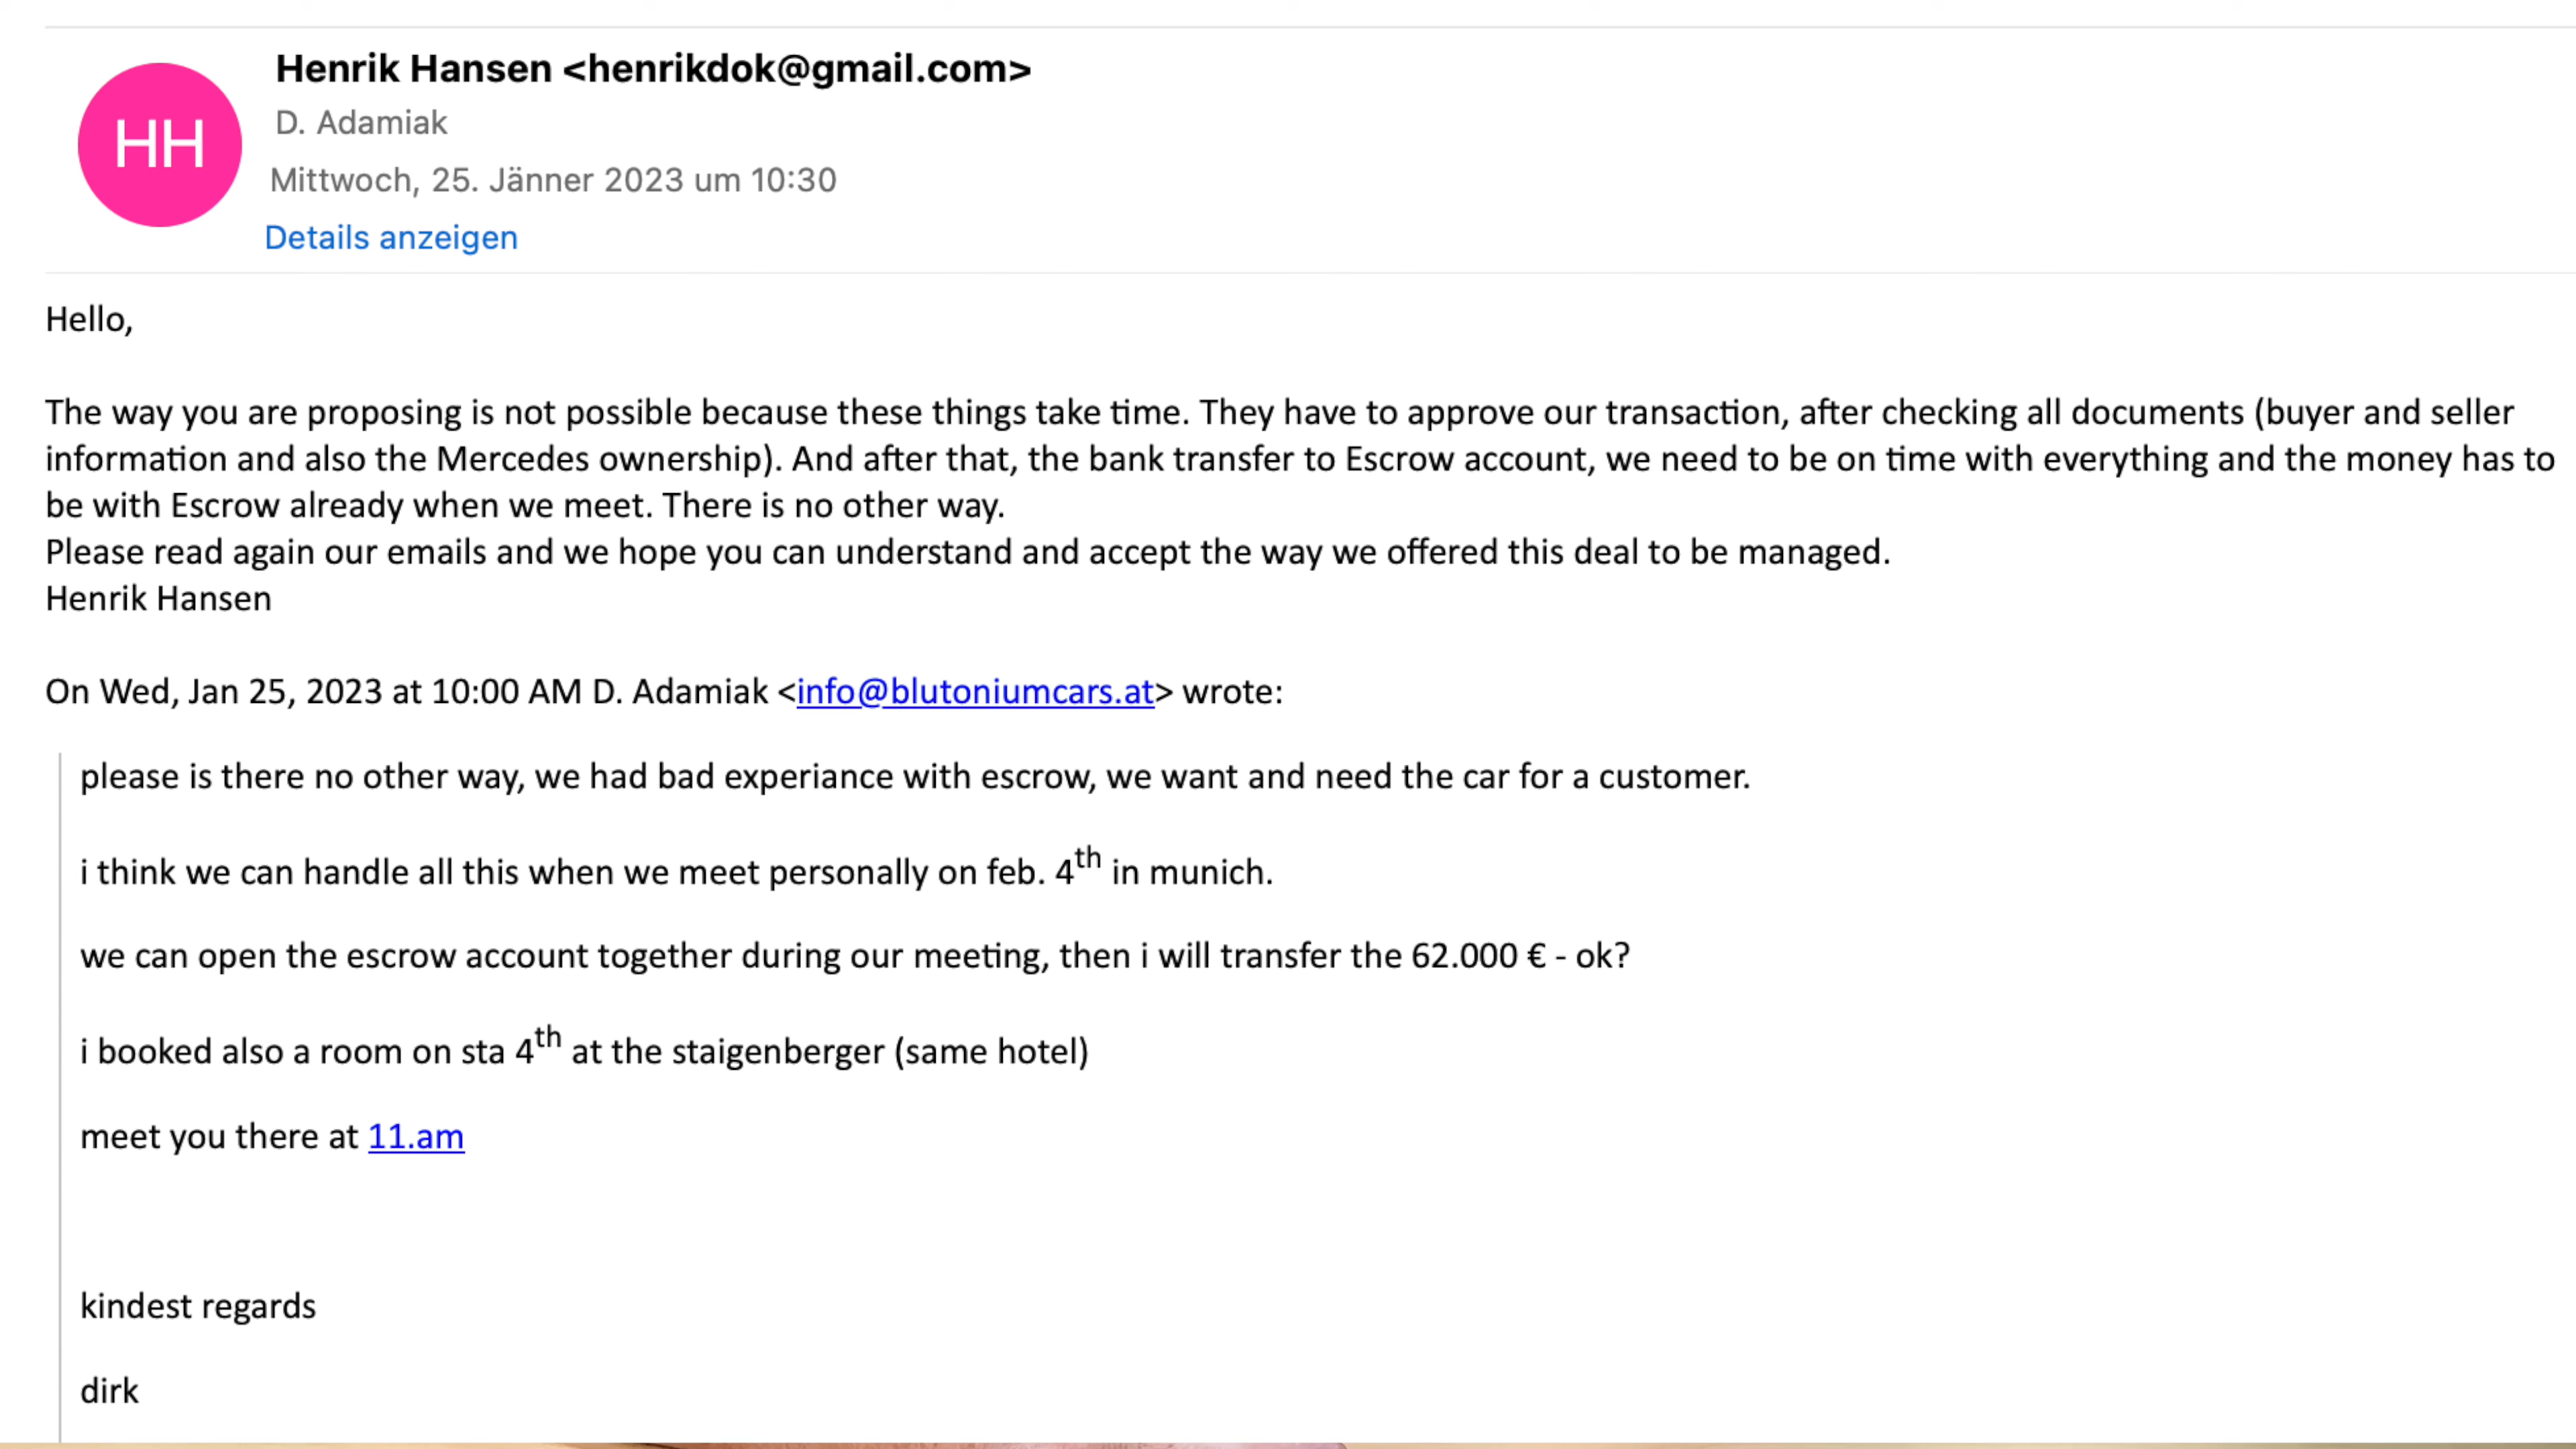 HH
Henrik Hansen <henrikdok@gmail.com>
D. Adamiak
Mittwoch, 25. Jänner 2023 um 10:30
Details anzeigen
Hello,
The way you are proposing is not possible because these things take time. They have to approve our transaction, after checking all documents (buyer and seller
information and also the Mercedes ownership). And after that, the bank transfer to Escrow account, we need to be on time with everything and the money has to
be with Escrow already when we meet. There is no other way.
Please read again our emails and we hope you can understand and accept the way we offered this deal to be managed.
Henrik Hansen
On Wed, Jan 25, 2023 at 10:00 AM D. Adamiak <info@blutoniumcars.at> wrote:
please is there no other way, we had bad experiance with escrow, we want and need the car for a customer.
i think we can handle all this when we meet personally on feb. 4th in munich.
we can open the escrow account together during our meeting, then i will transfer the 62.000 € - ok?
i booked also a room on sta 4th at the staigenberger (same hotel)
meet you there at 11.am
kindest regards
dirk